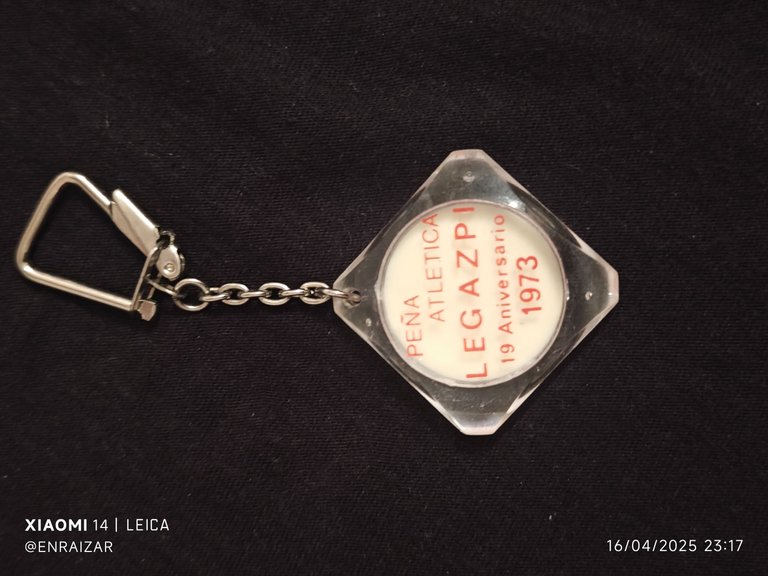 PEÑA
ATLETICA
LEGAZPI
19 Aniversario
1973
XIAOMI 14 | LEICA
@ENRAIZAR
16/04/2025 23:17